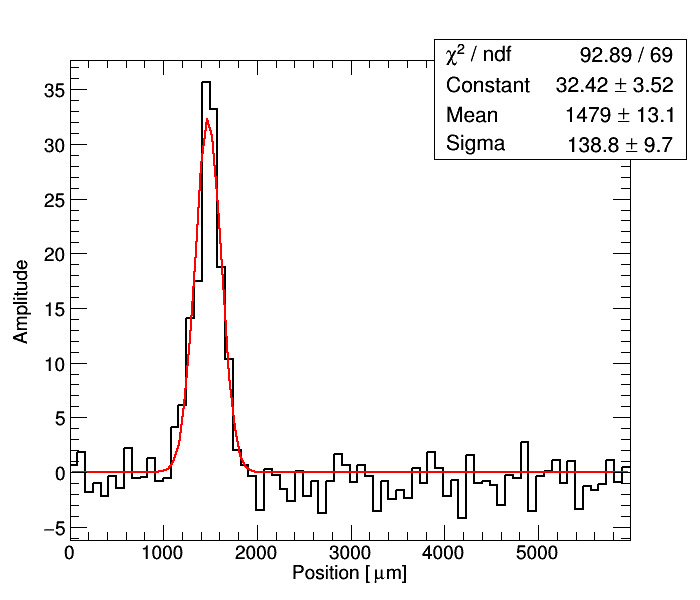 χ² / ndf 92.89 / 69
Constant 32.42 ± 3.52
Mean 1479 ± 13.1
Sigma 138.8 ± 9.7
35
30
25
20
15
10
5
0
−5
Amplitude
0 1000 2000 3000 4000 5000
Position [ μm]